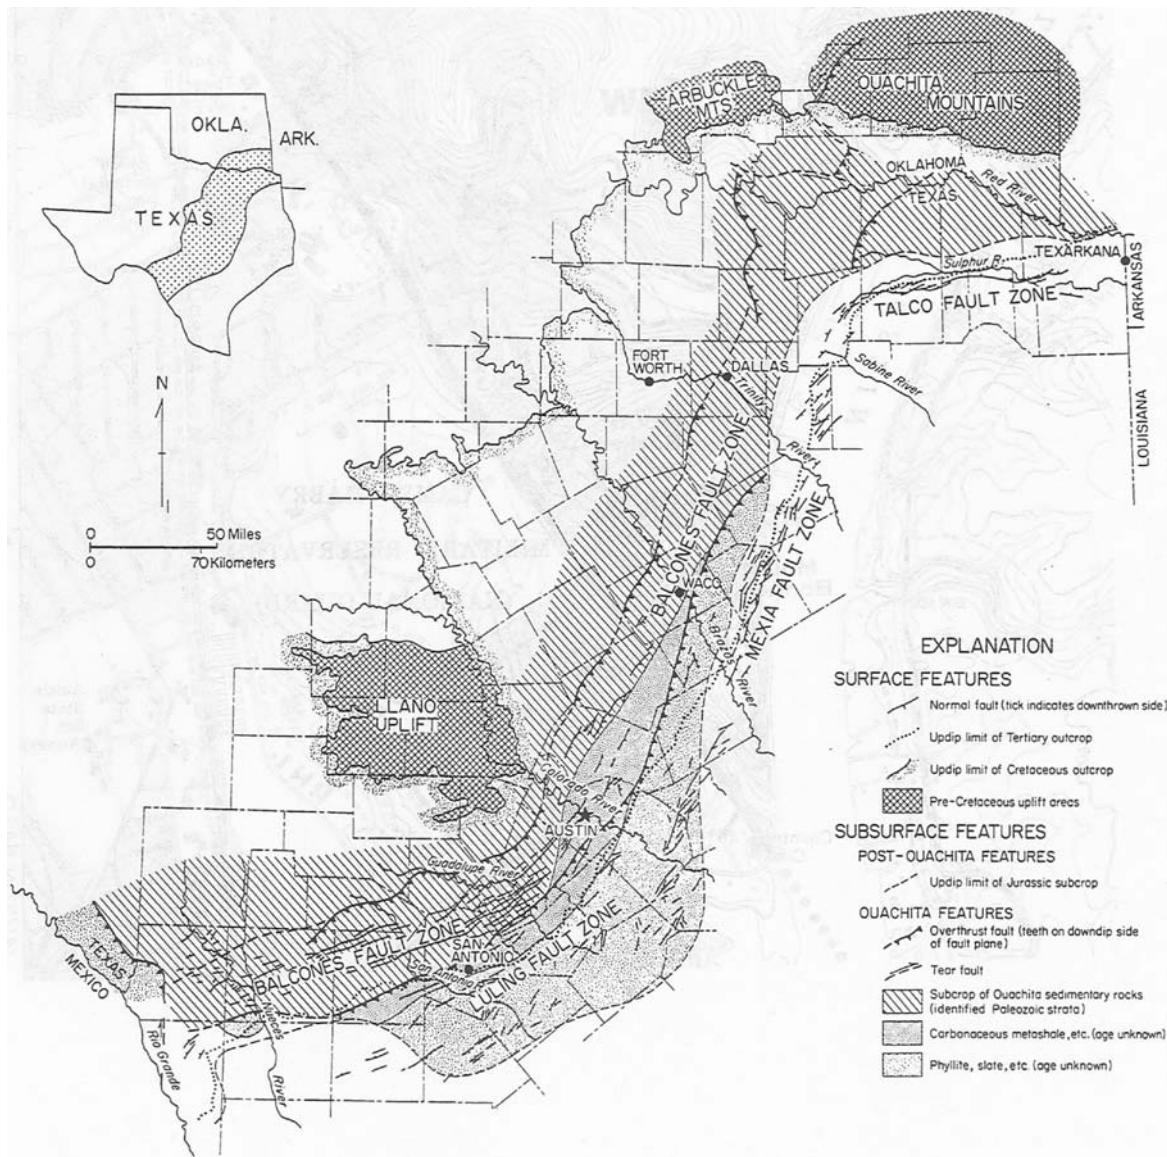 OKLA.
ARK.
TEXAS
N
0 50 Miles
0 70 Kilometers
ARBUCKLE
MTS.
OUACHITA
MOUNTAINS
OKLAHOMA
TEXAS
Red River
TEXARKANA
ARKANSAS
LOUISIANA
Sulphur R.
TALCO FAULT ZONE
Sabine River
FORT
WORTH
DALLAS
Trinity
River
BALCONES FAULT ZONE
MEXIA FAULT ZONE
WACO
Brazos
River
LLANO
UPLIFT
Colorado River
AUSTIN
Guadalupe River
BALCONES FAULT ZONE
SAN
ANTONIO
San Antonio
LULING FAULT ZONE
TEXAS
MEXICO
Rio Grande
Nueces
River
EXPLANATION
SURFACE FEATURES
Normal fault (tick indicates downthrown side)
Updip limit of Tertiary outcrop
Updip limit of Cretaceous outcrop
Pre-Cretaceous uplift areas
SUBSURFACE FEATURES
POST-OUACHITA FEATURES
Updip limit of Jurassic subcrop
OUACHITA FEATURES
Overthrust fault (teeth on downdip side
of fault plane)
Tear fault
Subcrop of Ouachita sedimentary rocks
(identified Paleozoic strata)
Carbonaceous metashale, etc. (age unknown)
Phyllite, slate, etc. (age unknown)